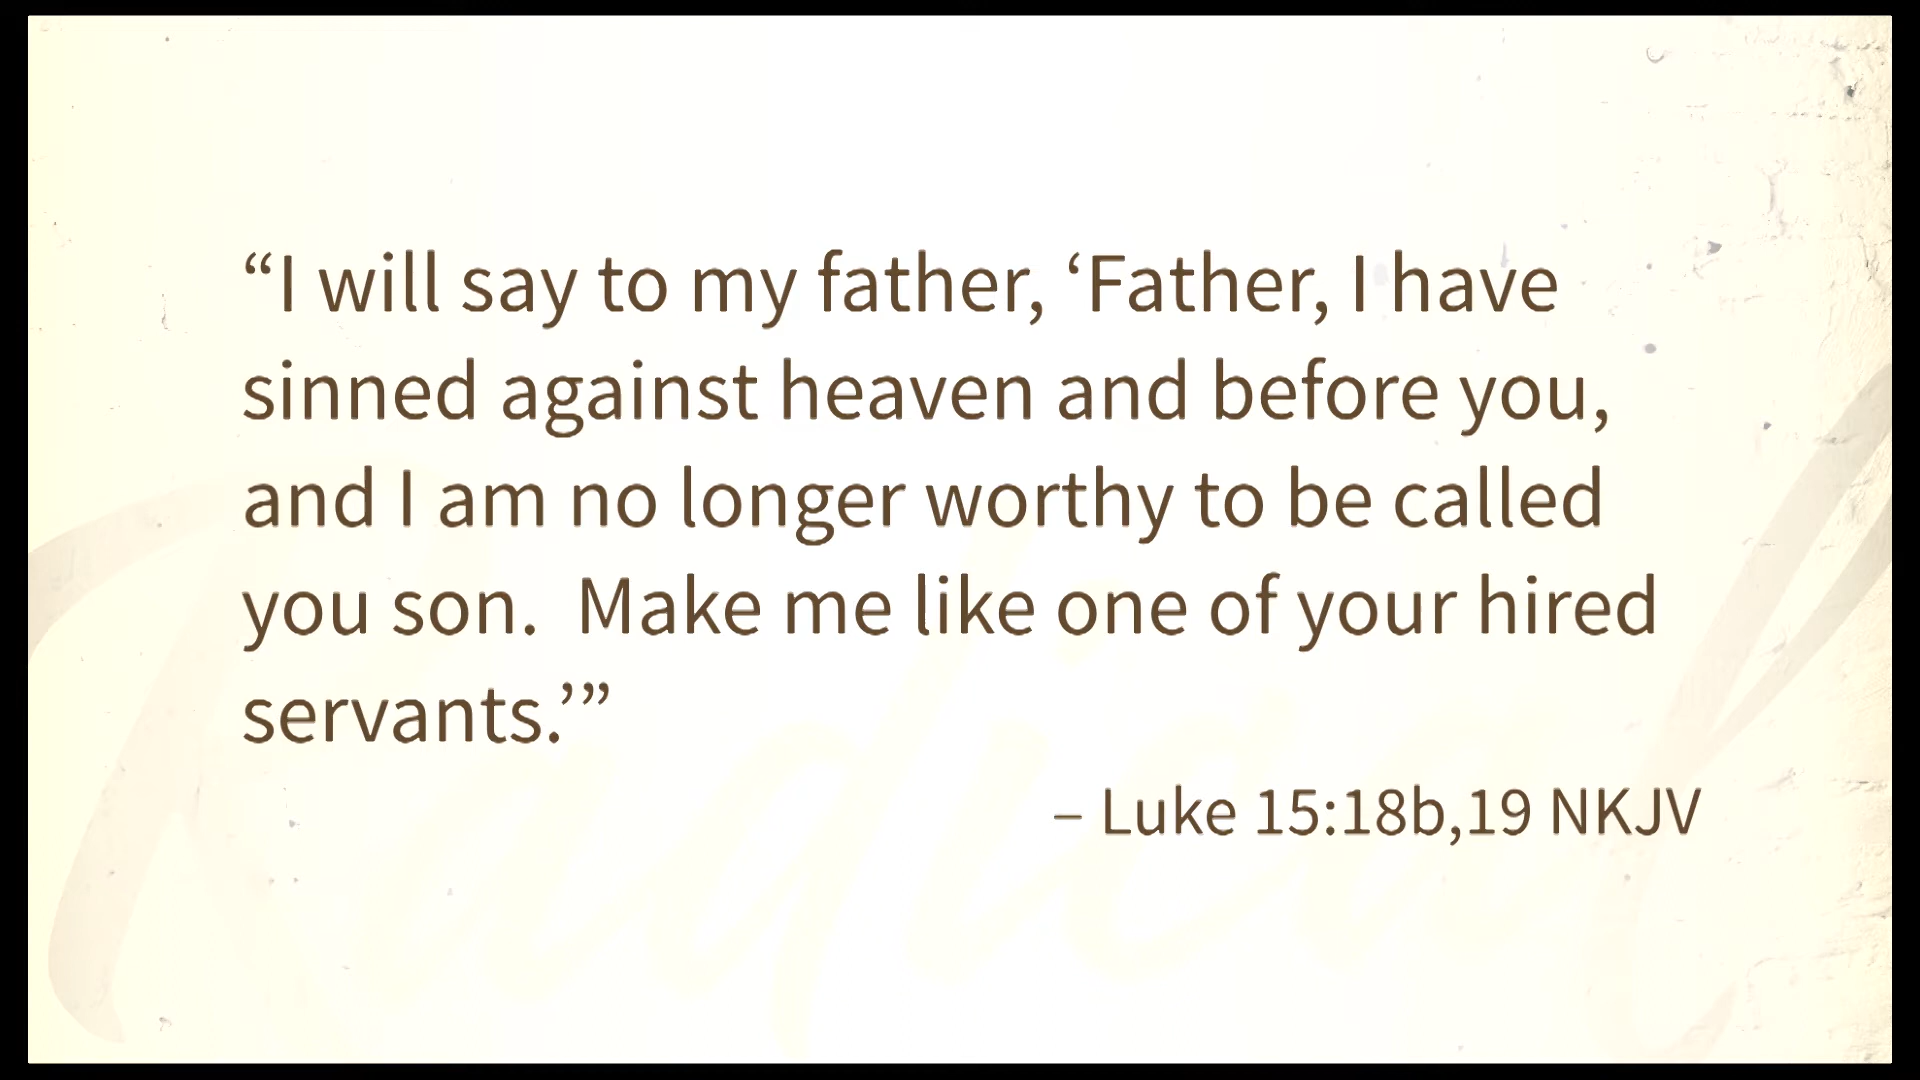 “I will say to my father, ‘Father, I have
sinned against heaven and before you,
and I am no longer worthy to be called
you son.  Make me like one of your hired
servants.’”
– Luke 15:18b,19 NKJV
Radical